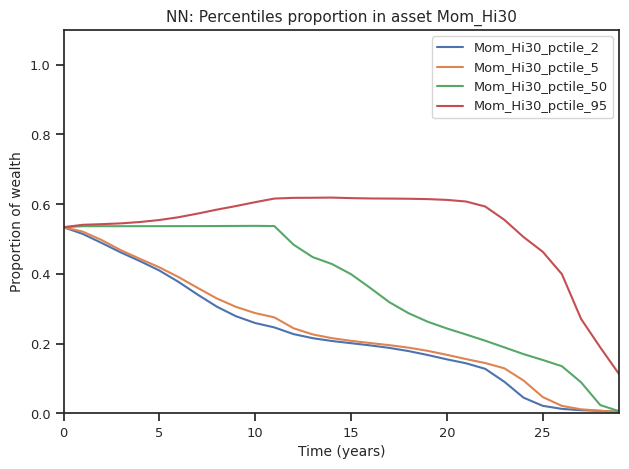 NN: Percentiles proportion in asset Mom_Hi30
Mom_Hi30_pctile_2
Mom_Hi30_pctile_5
Mom_Hi30_pctile_50
Mom_Hi30_pctile_95
Proportion of wealth
1.0
0.8
0.6
0.4
0.2
0.0
0 5 10 15 20 25
Time (years)